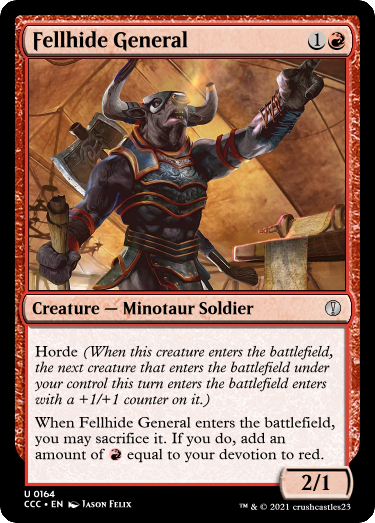 Fellhide General 1
Creature — Minotaur Soldier
Horde (When this creature enters the battlefield,
the next creature that enters the battlefield under
your control this turn enters the battlefield enters
with a +1/+1 counter on it.)
When Fellhide General enters the battlefield,
you may sacrifice it. If you do, add an
amount of equal to your devotion to red.
2/1
U 0164
CCC • EN Jason Felix
™ & © 2021 crushcastles23